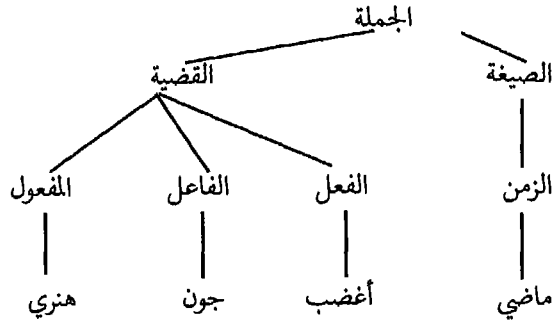 الجملة
الصيغة القضية
الزمن الفعل الفاعل المفعول
ماضي أغضب جون هنري